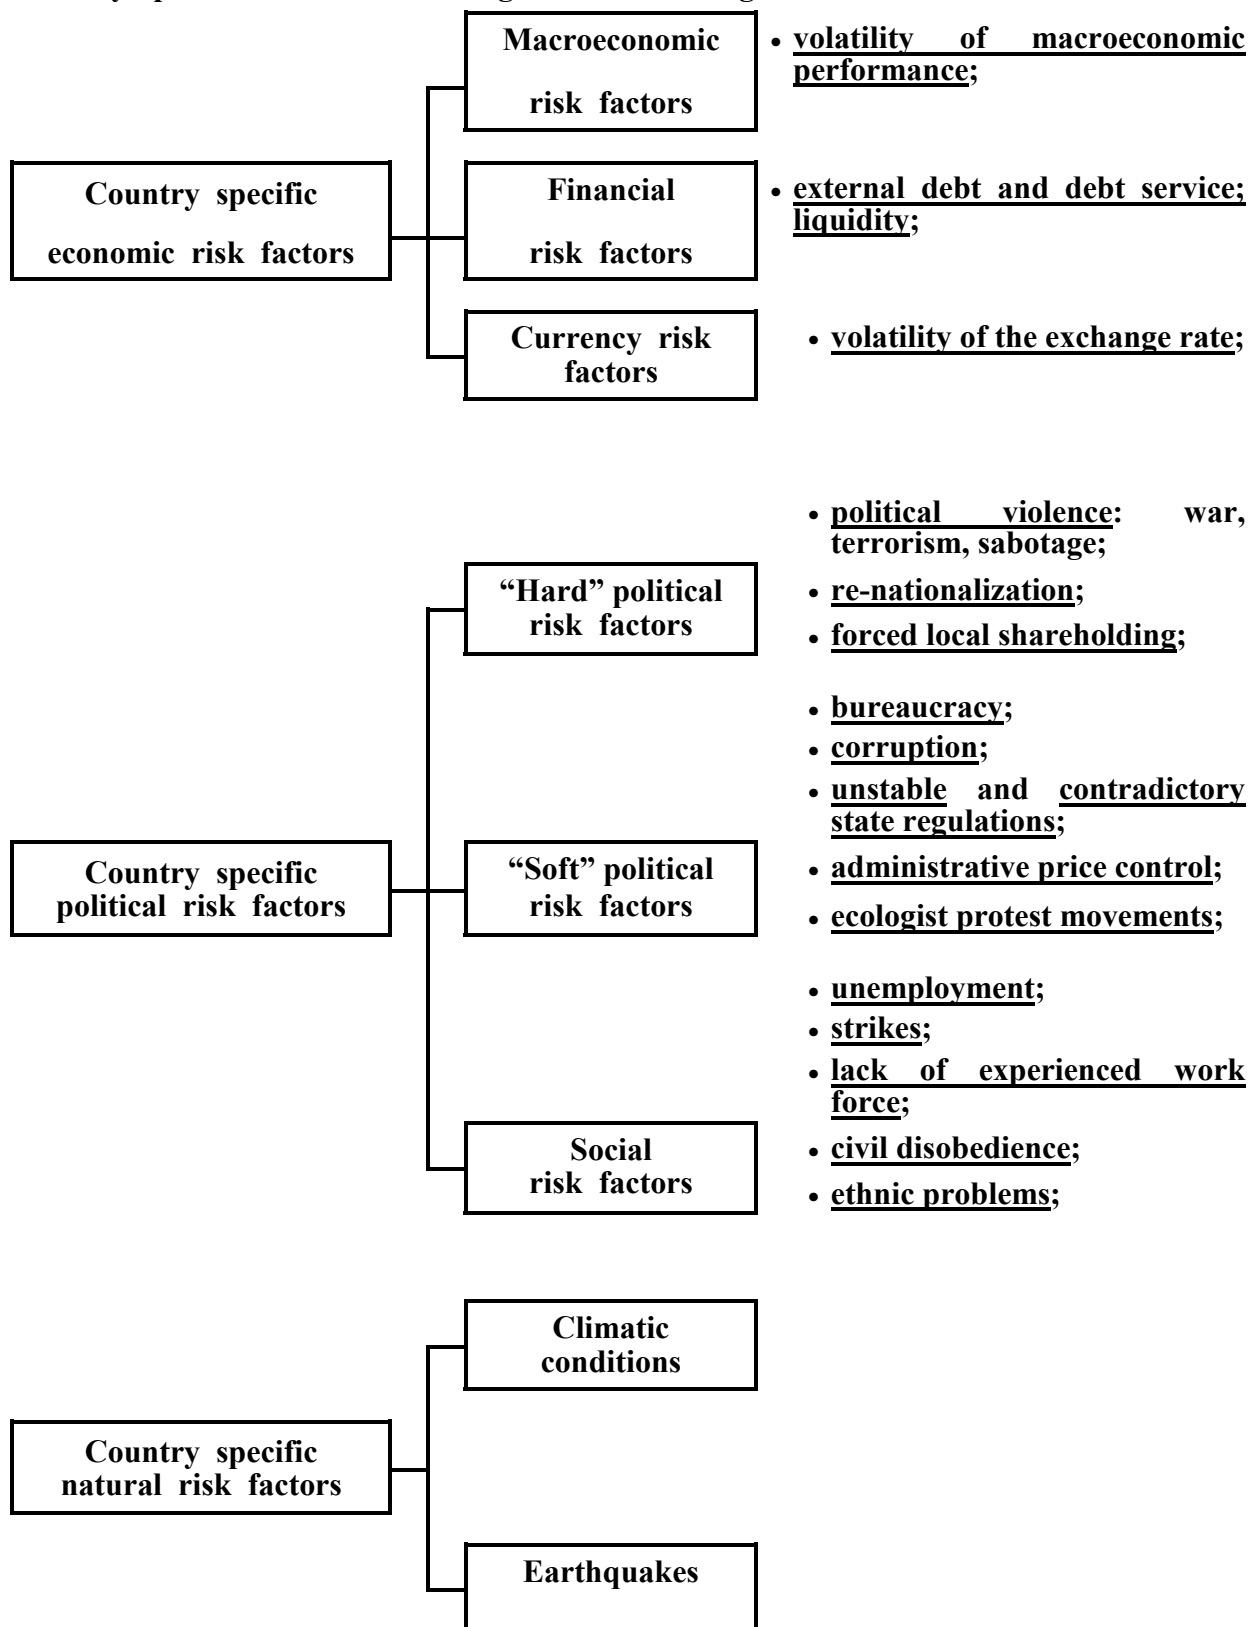 Macroeconomic
risk factors
• volatility of macroeconomic
performance;
Country specific
economic risk factors
Financial
risk factors
• external debt and debt service;
liquidity;
Currency risk
factors
• volatility of the exchange rate;
• political violence: war,
terrorism, sabotage;
“Hard” political
risk factors
• re-nationalization;
• forced local shareholding;
• bureaucracy;
• corruption;
• unstable and contradictory
state regulations;
Country specific
political risk factors
“Soft” political
risk factors
• administrative price control;
• ecologist protest movements;
• unemployment;
• strikes;
• lack of experienced work
force;
Social
risk factors
• civil disobedience;
• ethnic problems;
Climatic
conditions
Country specific
natural risk factors
Earthquakes